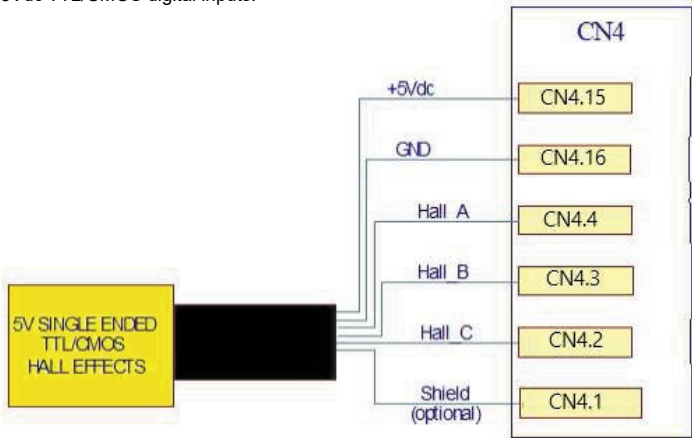 TTL/CMOS digital inputs.
CN4
+5Vdc
CN4.15
GND
CN4.16
Hall_A
CN4.4
Hall_B
CN4.3
5V SINGLE ENDED
TTL/CMOS
HALL EFFECTS
Hall_C
CN4.2
Shield
(optional)
CN4.1